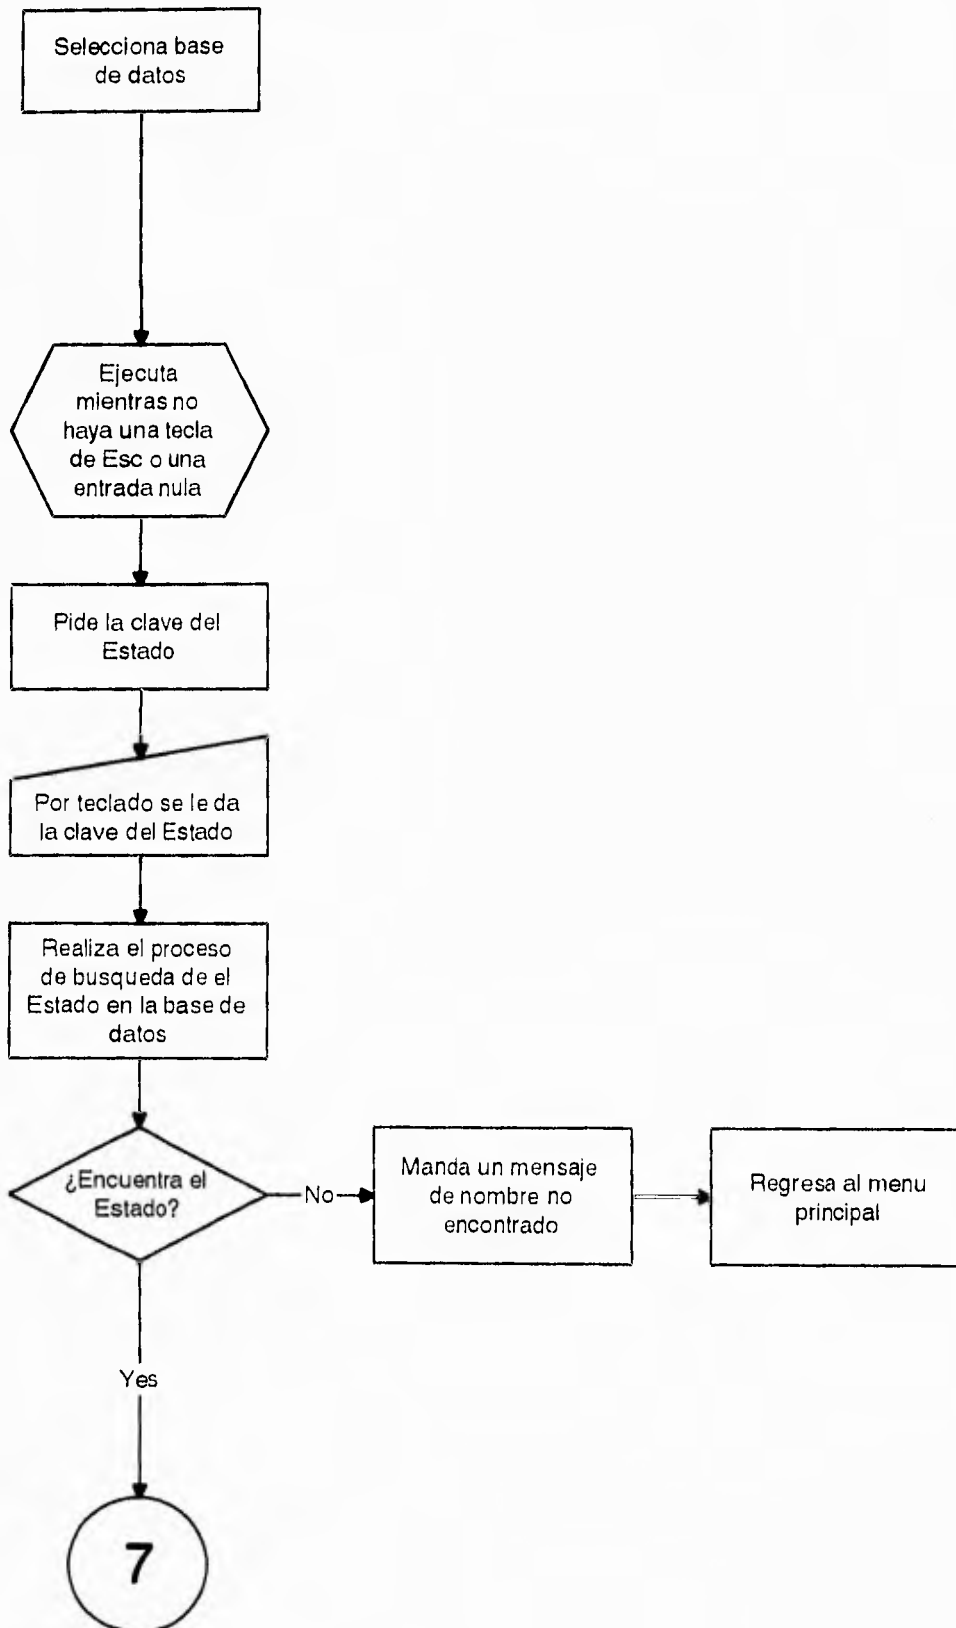 Selecciona base
de datos
Ejecuta
mientras no
haya una tecla
de Esc o una
entrada nula
Pide la clave del
Estado
Por teclado se le da
la clave del Estado
Realiza el proceso
de busqueda de el
Estado en la base de
datos
¿Encuentra el
Estado?
No
Manda un mensaje
de nombre no
encontrado
Regresa al menu
principal
Yes
7